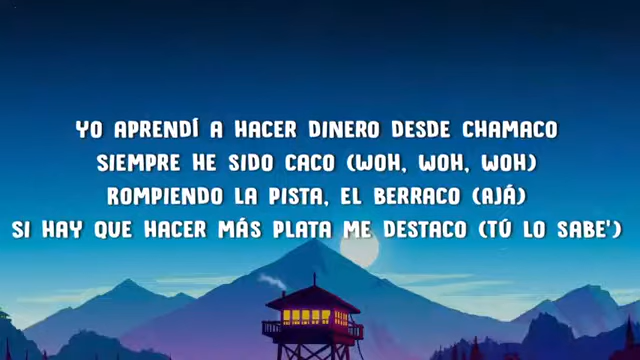 YO APRENDÍ A HACER DINERO DESDE CHAMACO
SIEMPRE HE SIDO CACO (WOH, WOH, WOH)
ROMPIENDO LA PISTA, EL BERRACO (AJÁ)
SI HAY QUE HACER MÁS PLATA ME DESTACO (TÚ LO SABE')